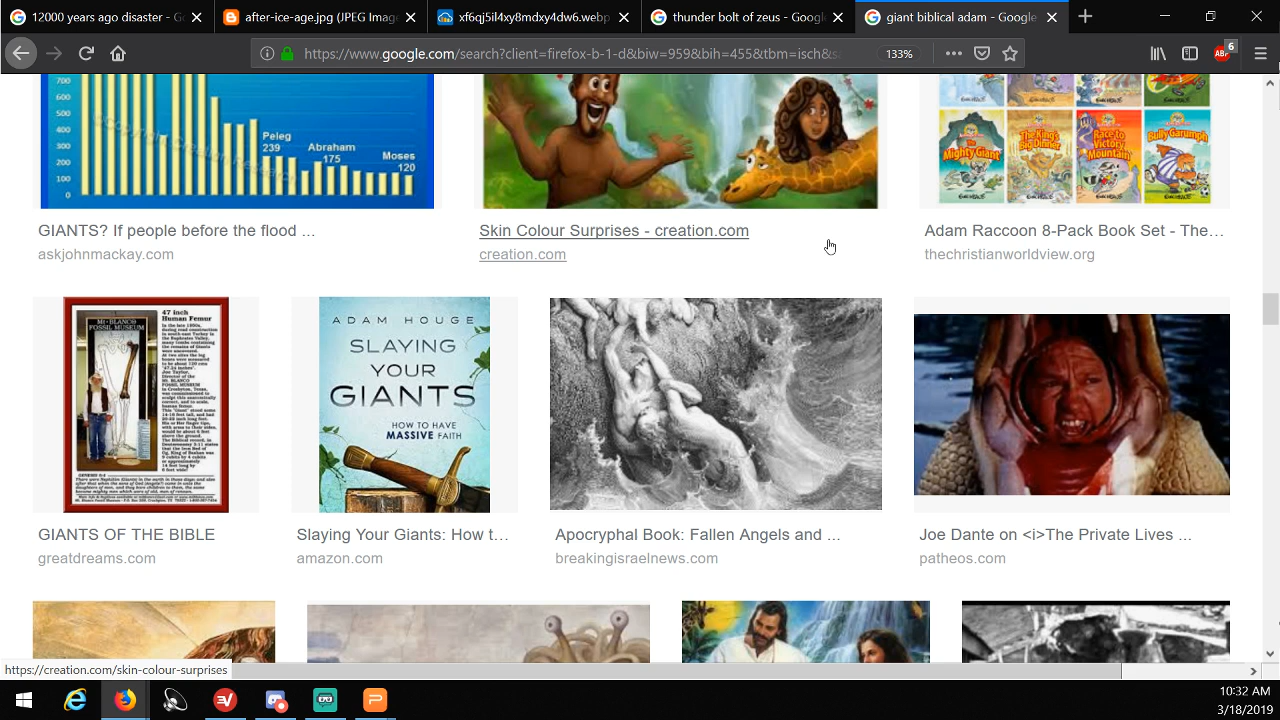 12000 years ago disaster - G
after-ice-age.jpg (JPEG Imag
xf6qj5fdfxy8mdxy4dw6.webp
thunder bolt of zeus - Googl
giant biblical adam - Google
https://www.google.com/search?client=firefox-b-1-d&biw=959&bih=455&tbm=isch&s
133%
ABP
6
700
600
500
400
300
200
100
0
Peleg
239
Abraham
175
Moses
120
The
Mighty Giant
The King's
Big Dinner
Race to
Victory
Mountain
Bully Garumph
GIANTS? If people before the flood ...
askjohnmackay.com
Skin Colour Surprises - creation.com
creation.com
Adam Raccoon 8-Pack Book Set - The...
thechristianworldview.org
MT. BLANCO
FOSSIL MUSEUM
47 inch
Human Femur
ADAM HOUGE
SLAYING
YOUR
GIANTS
HOW TO HAVE
MASSIVE FAITH
GIANTS OF THE BIBLE
greatdreams.com
Slaying Your Giants: How t...
amazon.com
Apocryphal Book: Fallen Angels and ...
breakingisraelnews.com
Joe Dante on <i>The Private Lives ...
patheos.com
https://creation.com/skin-colour-surprises
10:32 AM
3/18/2019